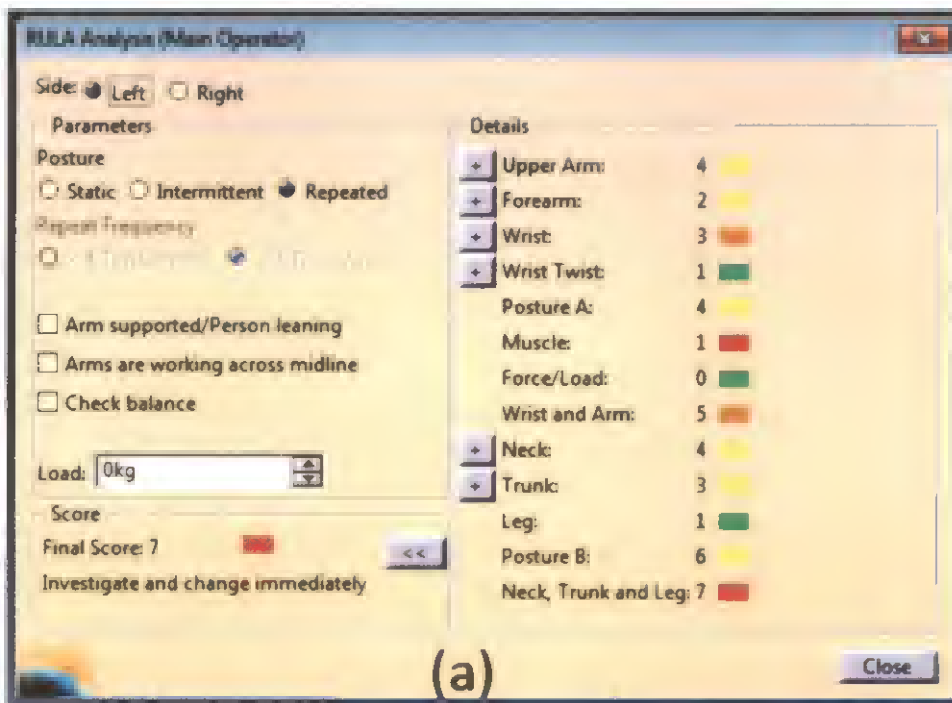 RULA Analysis (Main Operator)
Side: Left Right
Parameters
Posture
Static Intermittent Repeated
Repeat Frequency
Arm supported/Person leaning
Arms are working across midline
Check balance
Load: 0kg
Score
Final Score: 7
<<
Investigate and change immediately
Details
+ Upper Arm: 4
+ Forearm: 2
+ Wrist: 3
+ Wrist Twist: 1
Posture A: 4
Muscle: 1
Force/Load: 0
Wrist and Arm: 5
+ Neck: 4
+ Trunk: 3
Leg: 1
Posture B: 6
Neck, Trunk and Leg: 7
Close
(a)